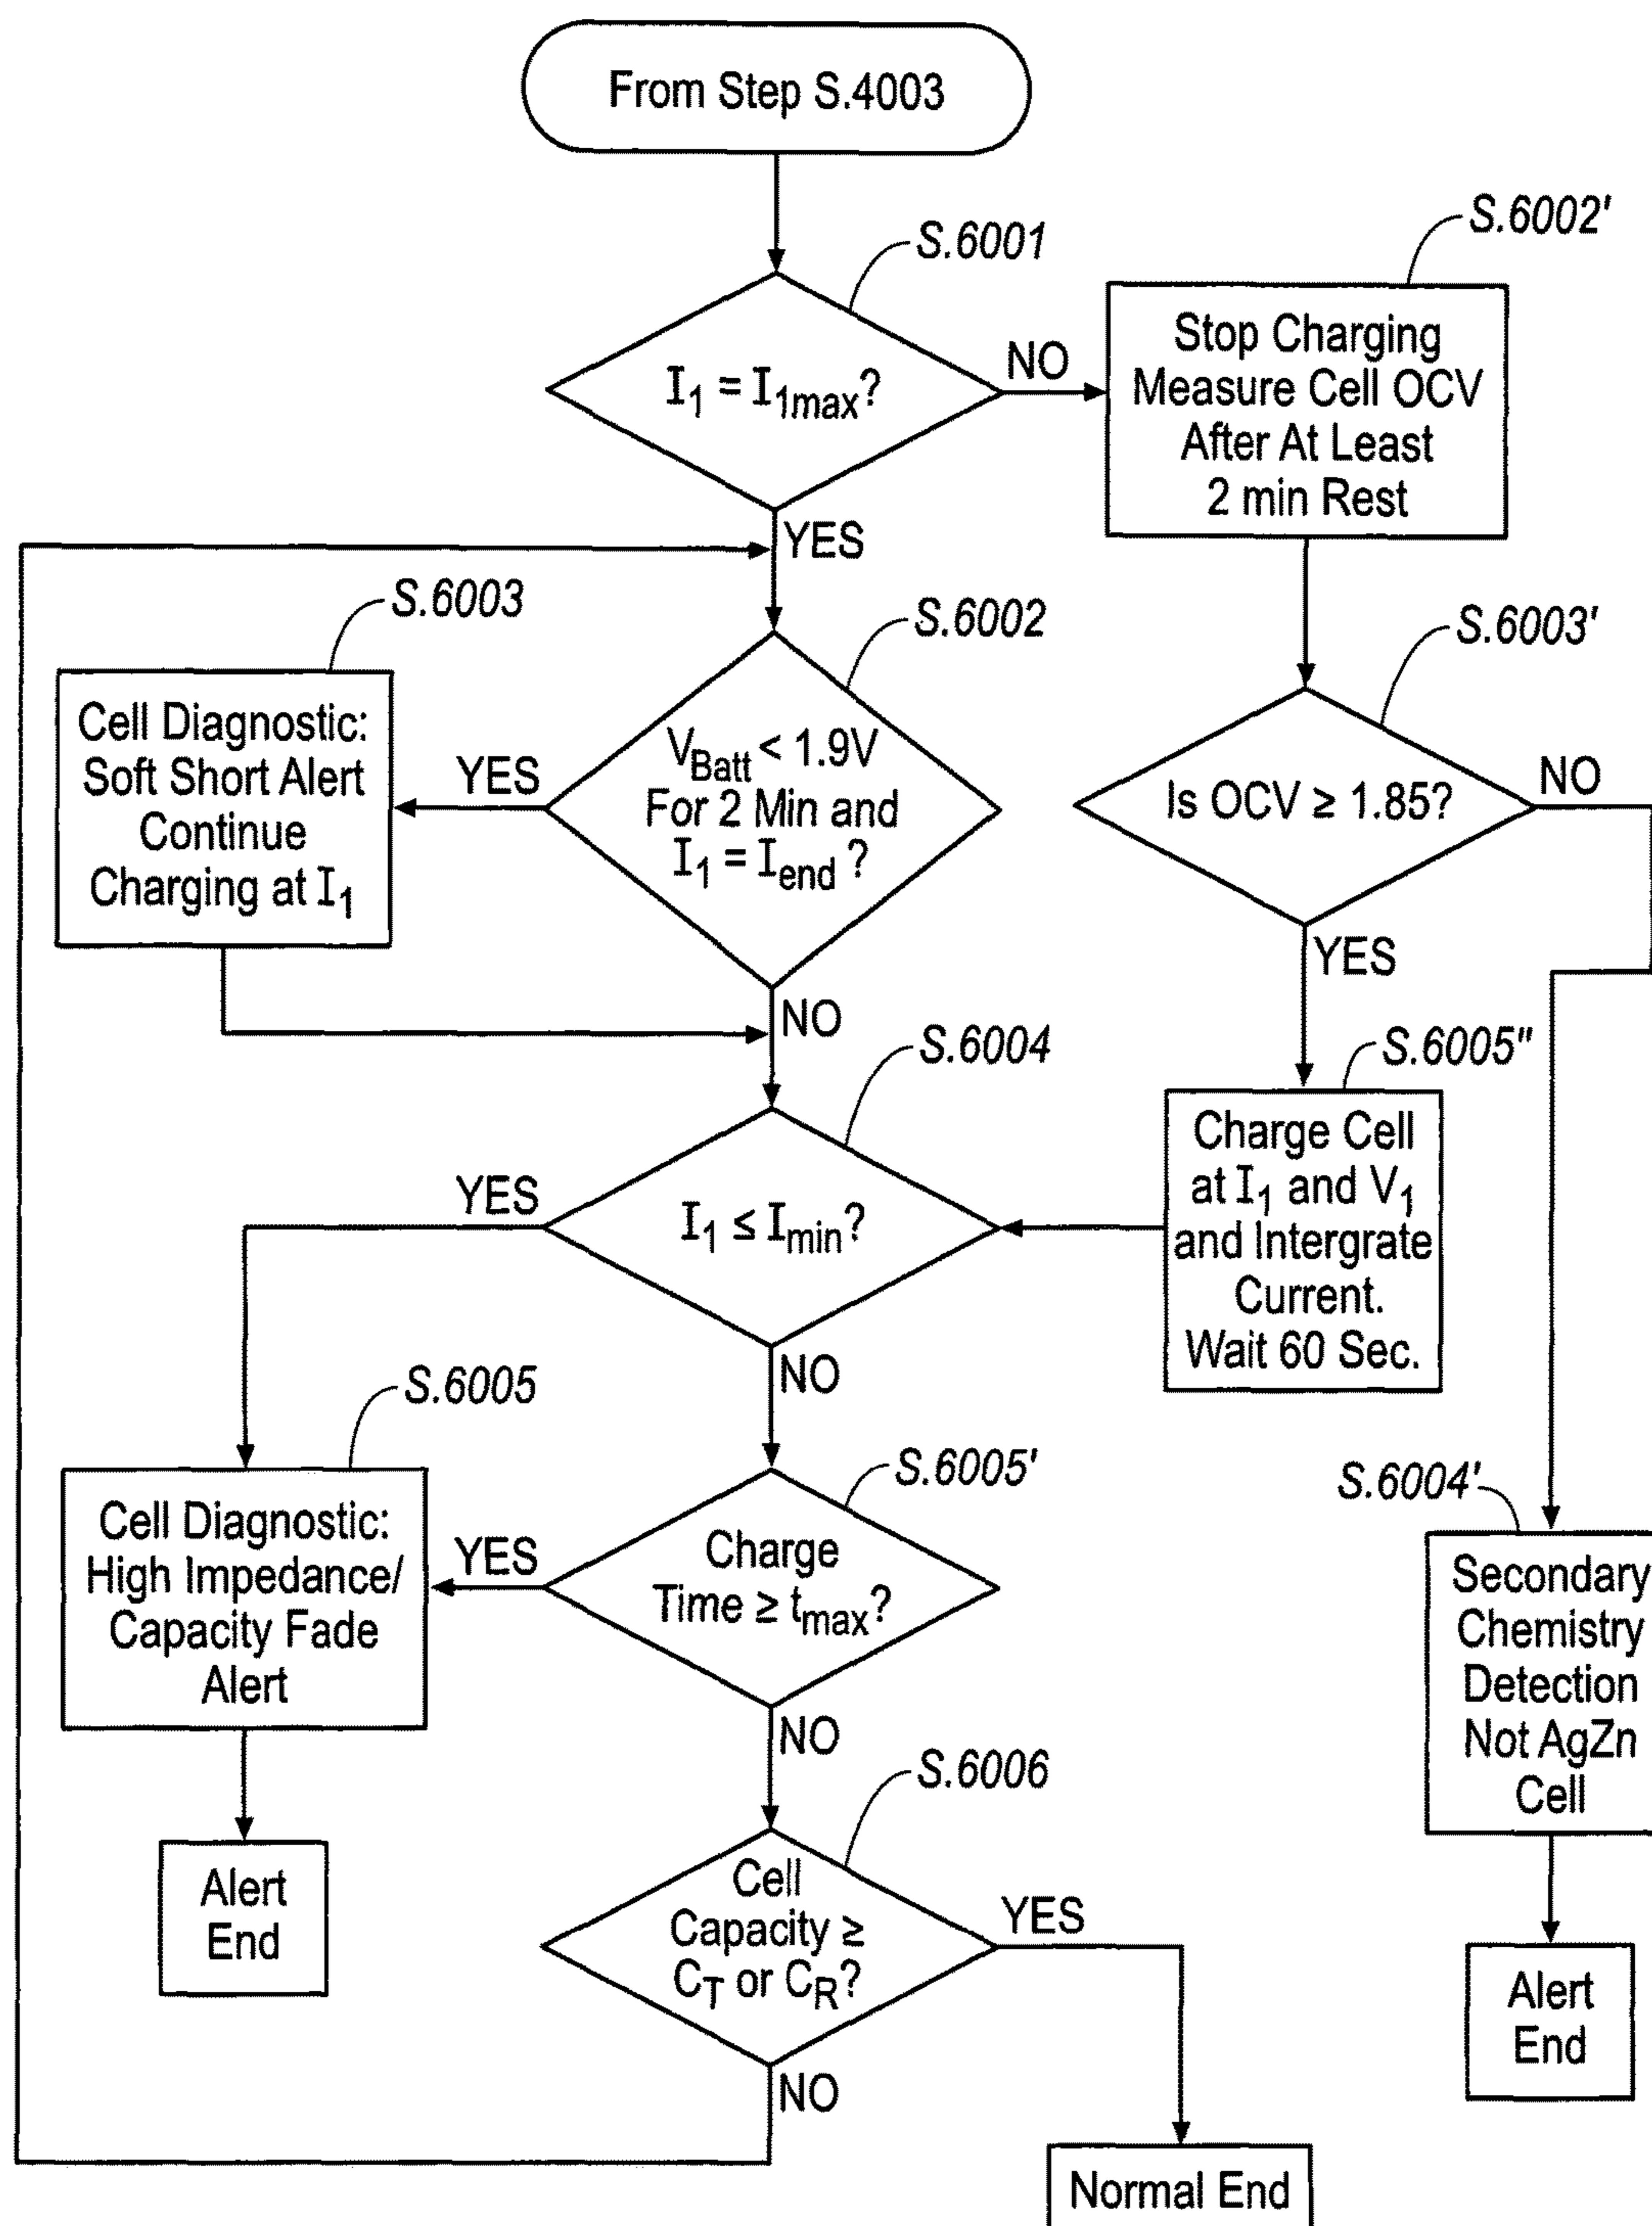 From Step S.4003
S.6001
I1 = I1max?
NO
YES
S.6002'
Stop Charging
Measure Cell OCV
After At Least
2 min Rest
S.6003
Cell Diagnostic:
Soft Short Alert
Continue
Charging at I1
YES
S.6002
VBatt < 1.9V
For 2 Min and
I1 = Iend ?
NO
S.6003'
Is OCV ≥ 1.85?
NO
YES
S.6004
I1 ≤ Imin?
YES
NO
S.6005"
Charge Cell
at I1 and V1
and Intergrate
Current.
Wait 60 Sec.
S.6005
Cell Diagnostic:
High Impedance/
Capacity Fade
Alert
YES
S.6005'
Charge
Time ≥ tmax?
NO
S.6004'
Secondary
Chemistry
Detection
Not AgZn
Cell
Alert
End
S.6006
Cell
Capacity ≥
CT or CR?
YES
NO
Alert
End
Normal End